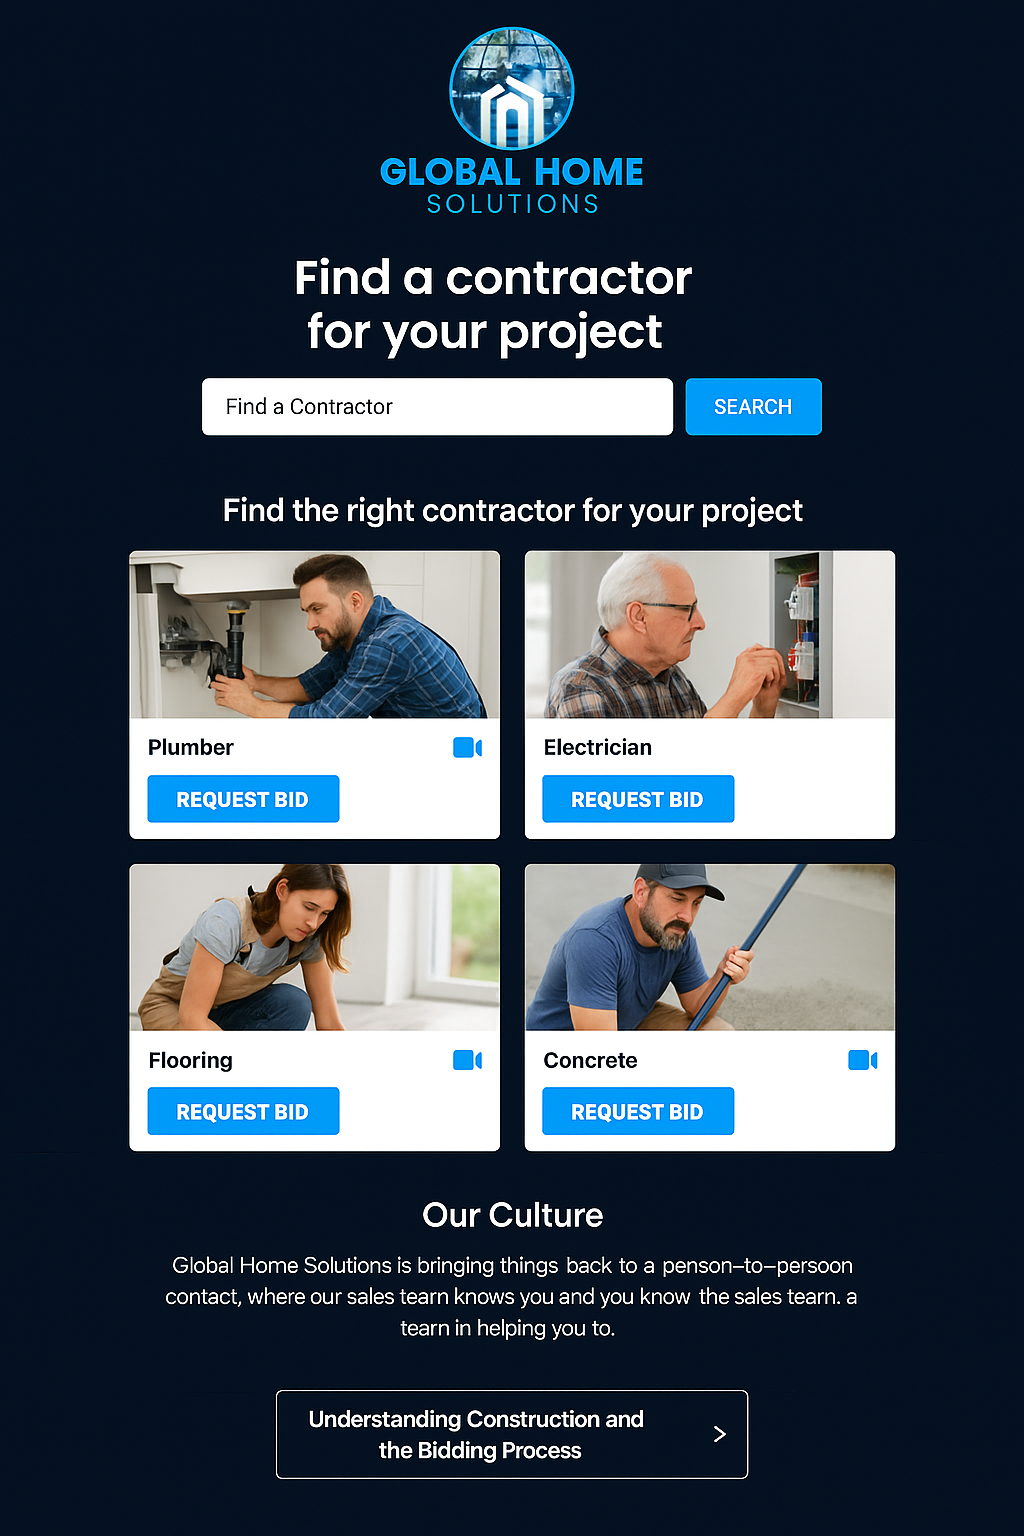 GLOBAL HOME
SOLUTIONS
Find a contractor
for your project
Find a Contractor
SEARCH
Find the right contractor for your project
Plumber
REQUEST BID
Electrician
REQUEST BID
Flooring
REQUEST BID
Concrete
REQUEST BID
Our Culture
Global Home Solutions is bringing things back to a penson–to–persoon
contact, where our sales tearn knows you and you know the sales tearn. a
tearn in helping you to.
Understanding Construction and
the Bidding Process